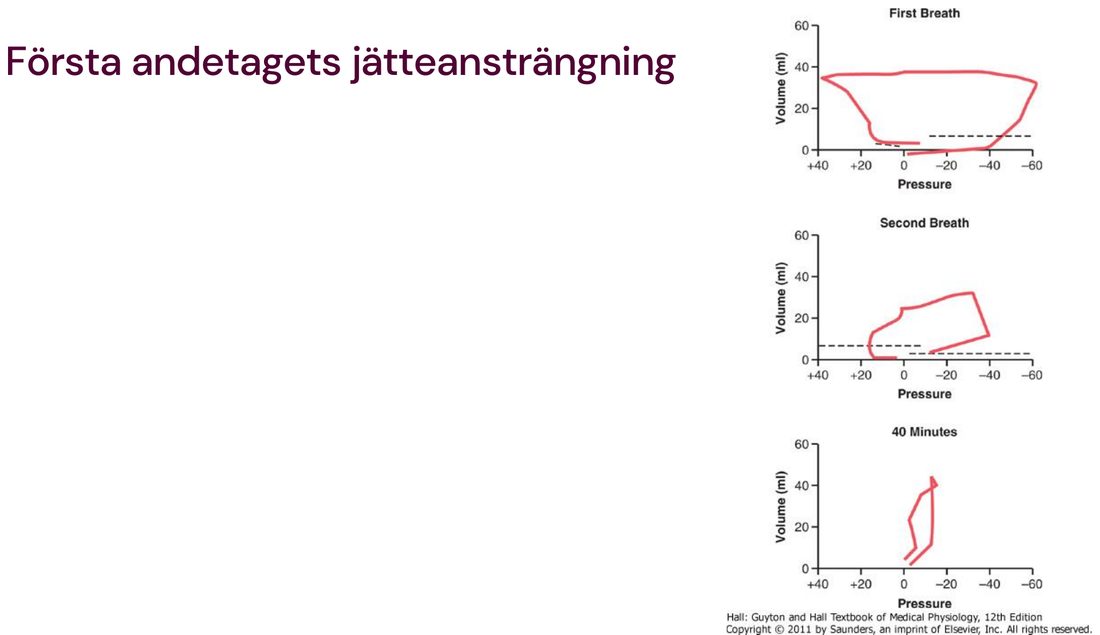 Första andetagets jätteansträngning
First Breath
60
40
20
0
Volume (ml)
+40 +20 0 –20 –40 –60
Pressure
Second Breath
60
40
20
0
Volume (ml)
+40 +20 0 –20 –40 –60
Pressure
40 Minutes
60
40
20
0
Volume (ml)
+40 +20 0 –20 –40 –60
Pressure
Hall: Guyton and Hall Textbook of Medical Physiology, 12th Edition
Copyright © 2011 by Saunders, an imprint of Elsevier, Inc. All rights reserved.